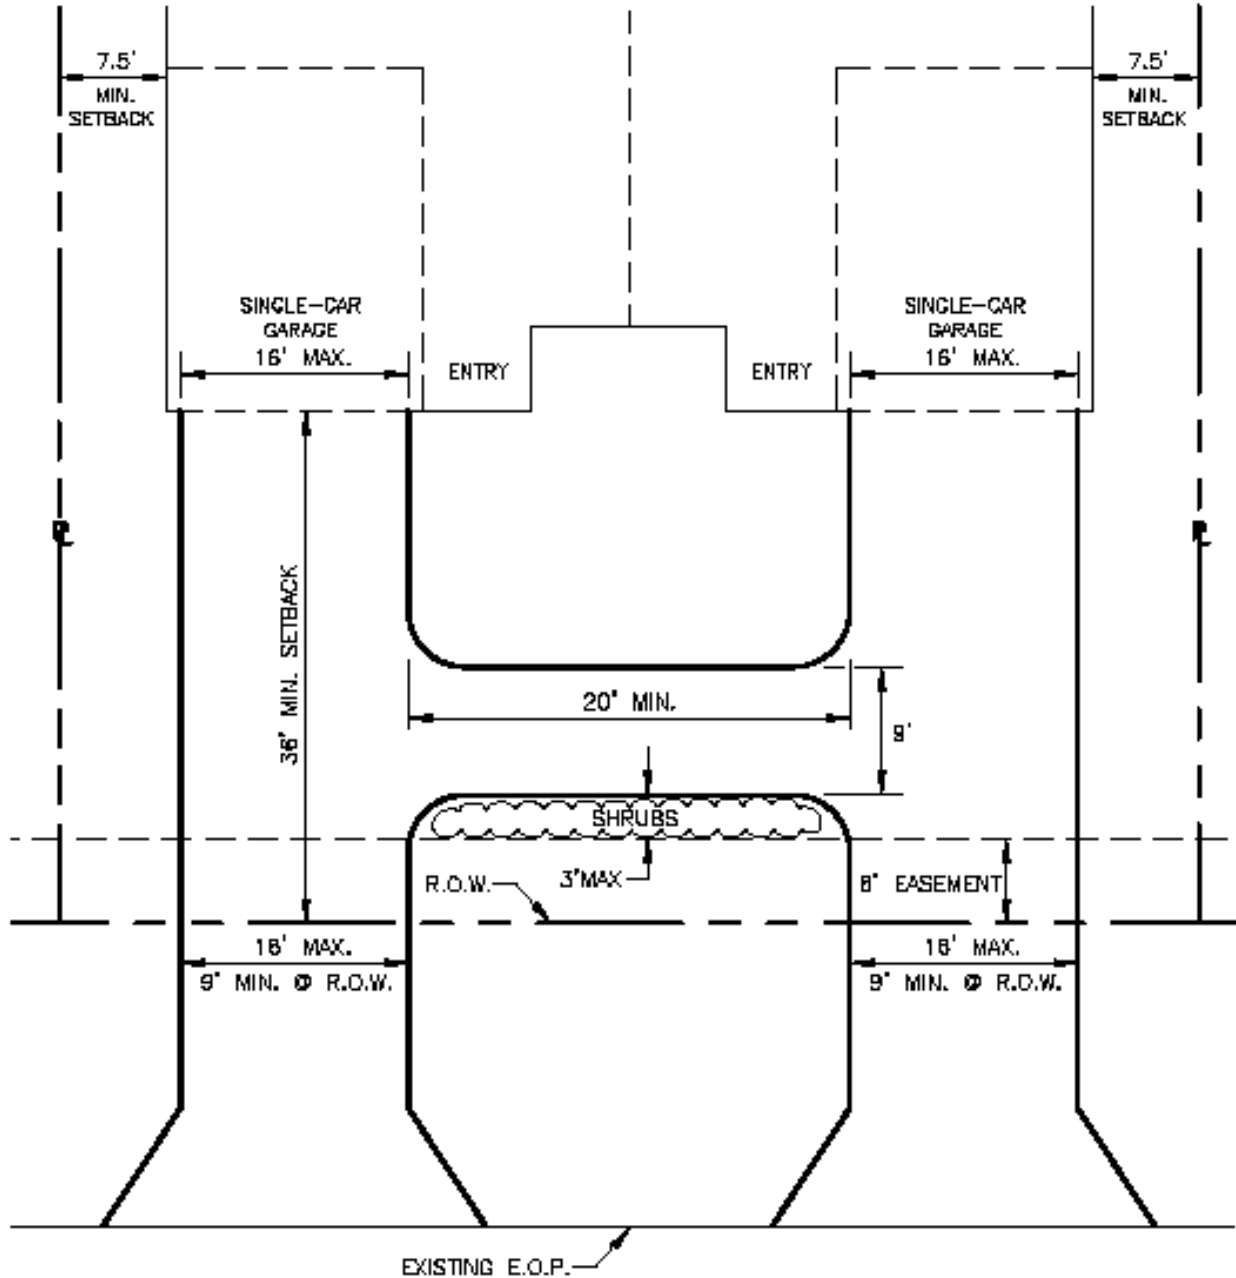 7.5'
MIN.
SETBACK
7.5'
MIN.
SETBACK
SINGLE-CAR
GARAGE
16' MAX.
ENTRY
ENTRY
SINGLE-CAR
GARAGE
16' MAX.
PL
PL
36' MIN. SETBACK
20' MIN.
9'
SHRUBS
3'MAX
R.O.W.
EASEMENT
16' MAX.
9' MIN. @ R.O.W.
16' MAX.
9' MIN. @ R.O.W.
EXISTING E.O.P.